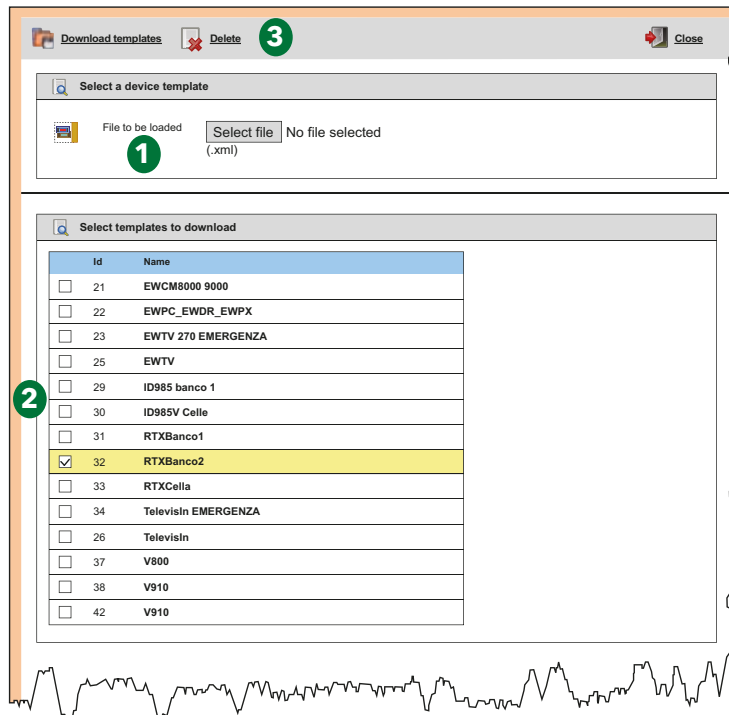 Download templates Delete 3 Close
Select a device template
File to be loaded Select file No file selected
1 (.xml)
Select templates to download
Id Name
21 EWCM8000 9000
22 EWPC_EWDR_EWPX
23 EWTV 270 EMERGENZA
25 EWTV
29 ID985 banco 1
2
30 ID985V Celle
31 RTXBanco1
32 RTXBanco2
33 RTXCella
34 TelevisIn EMERGENZA
26 TelevisIn
37 V800
38 V910
42 V910